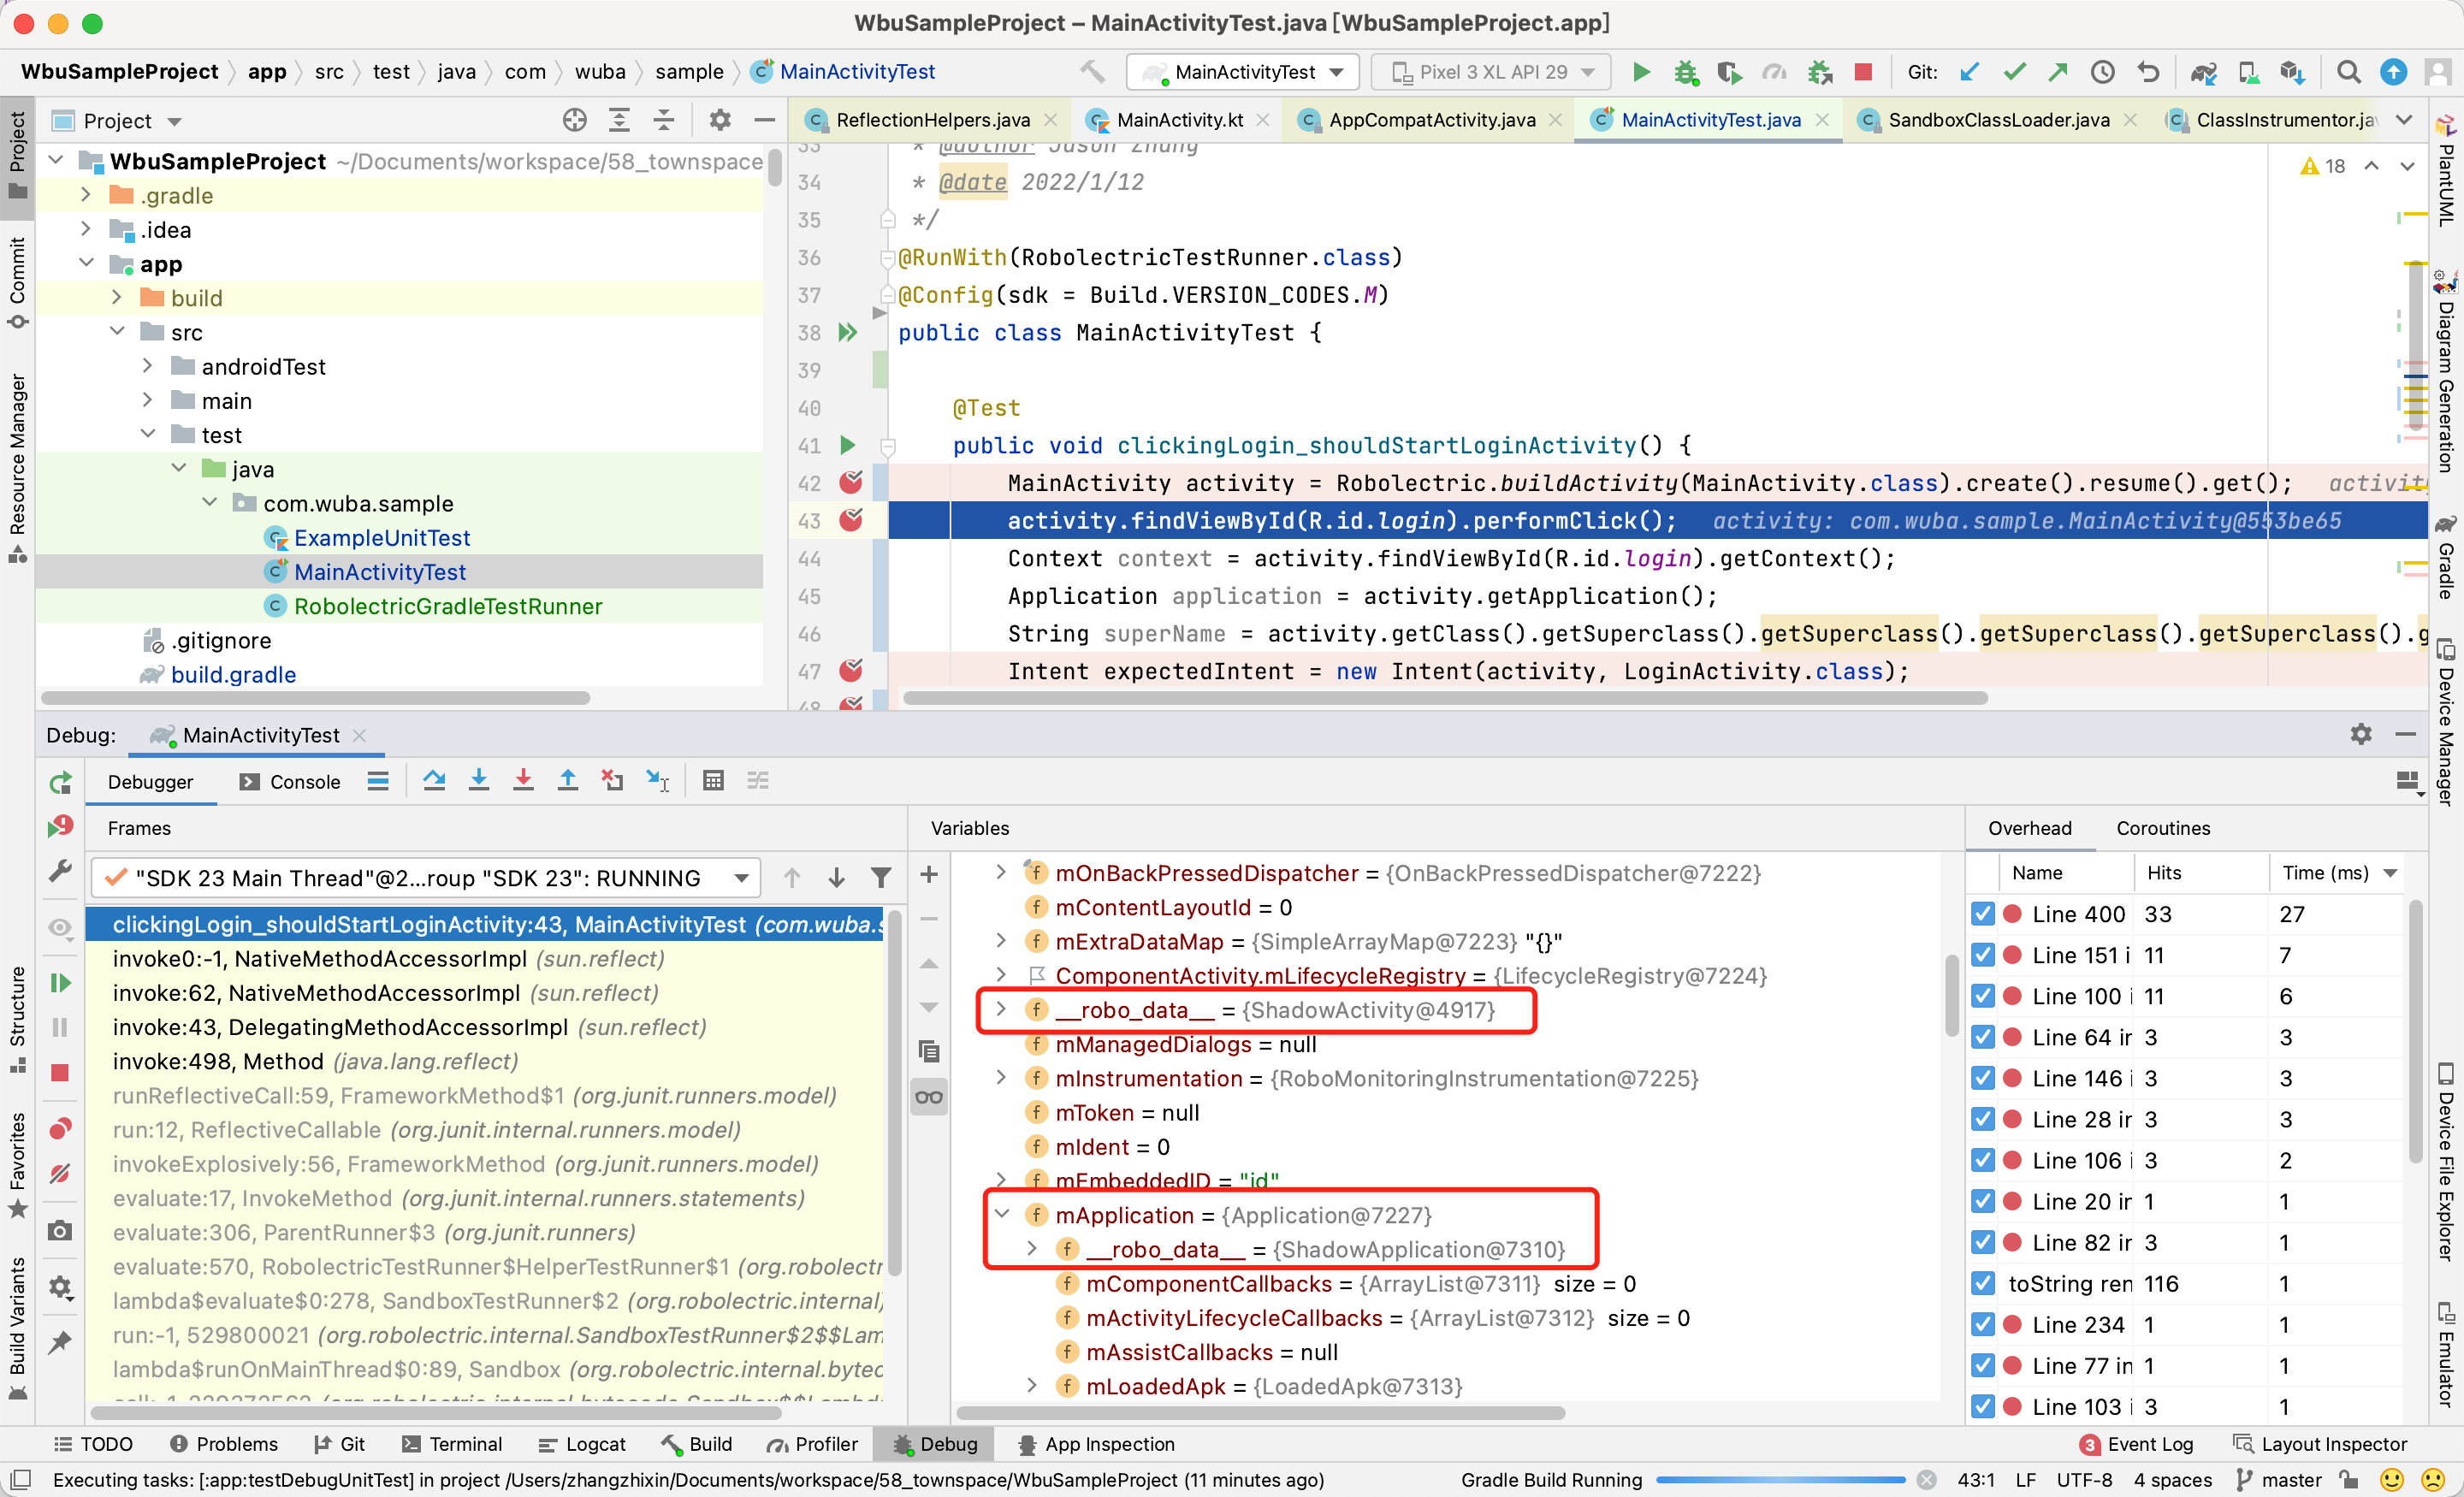 WbuSampleProject – MainActivityTest.java [WbuSampleProject.app]
WbuSampleProject app src test java com wuba sample MainActivityTest
MainActivityTest
Pixel 3 XL API 29
Git:
Project
ReflectionHelpers.java
MainActivity.kt
AppCompatActivity.java
MainActivityTest.java
SandboxClassLoader.java
ClassInstrumentor.jav
WbuSampleProject ~/Documents/workspace/58_townspace
.gradle
.idea
app
build
src
androidTest
main
test
java
com.wuba.sample
ExampleUnitTest
MainActivityTest
RobolectricGradleTestRunner
.gitignore
build.gradle
18
33 * @author Jason Zhang
34 * @date 2022/1/12
35 */
36 @RunWith(RobolectricTestRunner.class)
37 @Config(sdk = Build.VERSION_CODES.M)
38 public class MainActivityTest {
39
40 @Test
41 public void clickingLogin_shouldStartLoginActivity() {
42 MainActivity activity = Robolectric.buildActivity(MainActivity.class).create().resume().get(); activity
43 activity.findViewById(R.id.login).performClick(); activity: com.wuba.sample.MainActivity@553be65
44 Context context = activity.findViewById(R.id.login).getContext();
45 Application application = activity.getApplication();
46 String superName = activity.getClass().getSuperclass().getSuperclass().getSuperclass().getSuperclass().g
47 Intent expectedIntent = new Intent(activity, LoginActivity.class);
48
Project
Commit
Resource Manager
Structure
Favorites
Build Variants
PlantUML
Diagram Generation
Gradle
Device Manager
Device File Explorer
Emulator
Debug: MainActivityTest
Debugger
Console
Frames
"SDK 23 Main Thread"@2...roup "SDK 23": RUNNING
clickingLogin_shouldStartLoginActivity:43, MainActivityTest (com.wuba.s
invoke0:-1, NativeMethodAccessorImpl (sun.reflect)
invoke:62, NativeMethodAccessorImpl (sun.reflect)
invoke:43, DelegatingMethodAccessorImpl (sun.reflect)
invoke:498, Method (java.lang.reflect)
runReflectiveCall:59, FrameworkMethod$1 (org.junit.runners.model)
run:12, ReflectiveCallable (org.junit.internal.runners.model)
invokeExplosively:56, FrameworkMethod (org.junit.runners.model)
evaluate:17, InvokeMethod (org.junit.internal.runners.statements)
evaluate:306, ParentRunner$3 (org.junit.runners)
evaluate:570, RobolectricTestRunner$HelperTestRunner$1 (org.robolectr
lambda$evaluate$0:278, SandboxTestRunner$2 (org.robolectric.internal)
run:-1, 529800021 (org.robolectric.internal.SandboxTestRunner$2$$Lam
lambda$runOnMainThread$0:89, Sandbox (org.robolectric.internal.bytec
Variables
mOnBackPressedDispatcher = {OnBackPressedDispatcher@7222}
mContentLayoutId = 0
mExtraDataMap = {SimpleArrayMap@7223} "{}"
ComponentActivity.mLifecycleRegistry = {LifecycleRegistry@7224}
__robo_data__ = {ShadowActivity@4917}
mManagedDialogs = null
mInstrumentation = {RoboMonitoringInstrumentation@7225}
mToken = null
mIdent = 0
mEmbeddedID = "id"
mApplication = {Application@7227}
__robo_data__ = {ShadowApplication@7310}
mComponentCallbacks = {ArrayList@7311} size = 0
mActivityLifecycleCallbacks = {ArrayList@7312} size = 0
mAssistCallbacks = null
mLoadedApk = {LoadedApk@7313}
Overhead Coroutines
Name Hits Time (ms)
Line 400 33 27
Line 151 i 11 7
Line 100 i 11 6
Line 64 ir 3 3
Line 146 i 3 3
Line 28 in 3 3
Line 106 i 3 2
Line 20 in 1 1
Line 82 ir 3 1
toString ren 116 1
Line 234 1 1
Line 77 in 1 1
Line 103 i 3 1
TODO Problems Git Terminal Logcat Build Profiler Debug App Inspection
3 Event Log Layout Inspector
Executing tasks: [:app:testDebugUnitTest] in project /Users/zhangzhixin/Documents/workspace/58_townspace/WbuSampleProject (11 minutes ago)
Gradle Build Running
43:1 LF UTF-8 4 spaces master